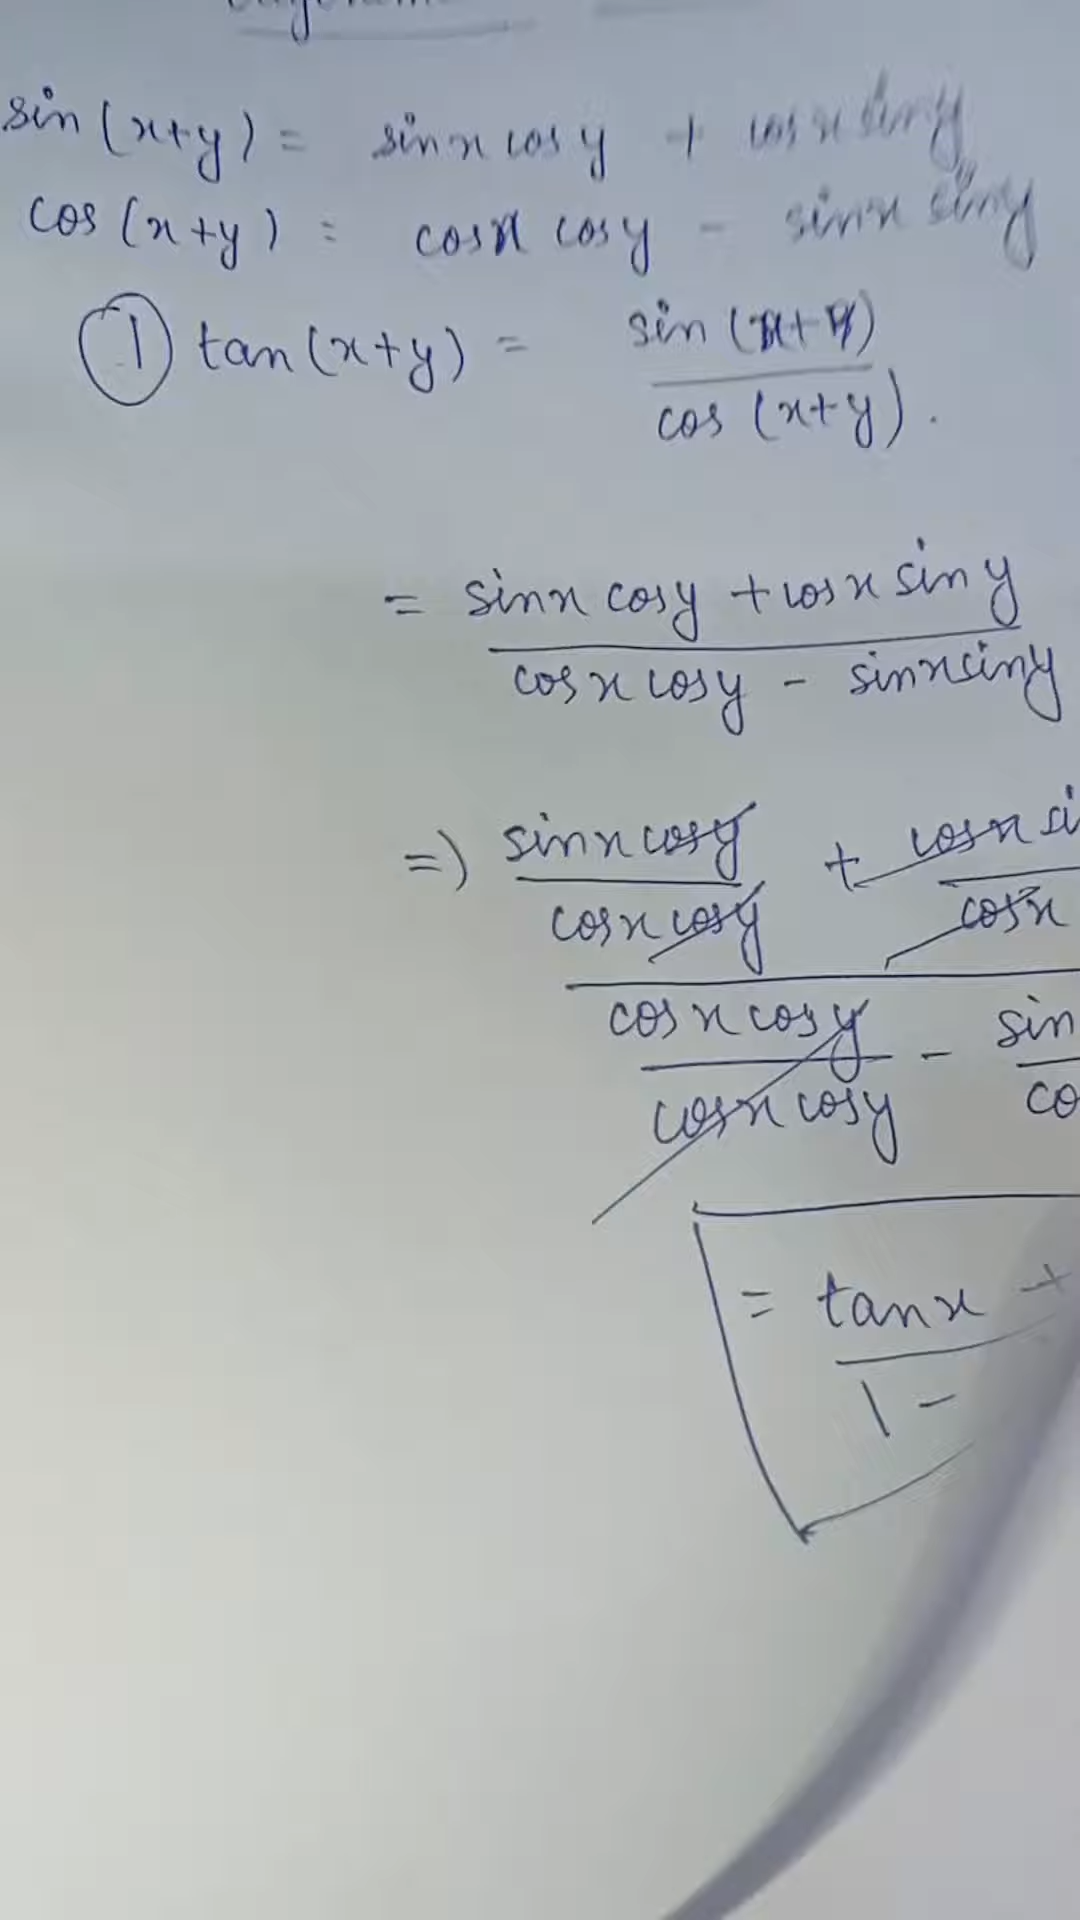 sin (x+y) = sinx cosy + cosx siny
cos (x+y) = cosx cosy - sinx siny
① tan (x+y) = sin (x+y)
cos (x+y).
= sinx cosy + cosx siny
cosx cosy - sinx siny
=) sinx cosy + cosx si
cosx cosy cosx
cosx cosy - sin
cosx cosy co
= tanx +
1 -